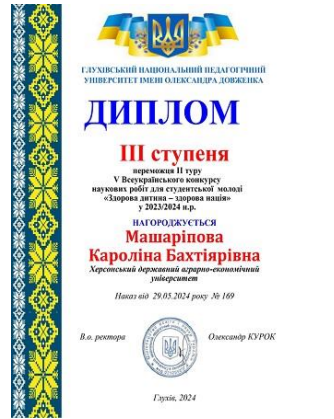 ГЛУХІВСЬКИЙ НАЦІОНАЛЬНИЙ ПЕДАГОГІЧНИЙ
УНІВЕРСИТЕТ ІМЕНІ ОЛЕКСАНДРА ДОВЖЕНКА
ДИПЛОМ
ІІІ ступеня
переможця ІІ туру
V Всеукраїнського конкурсу
наукових робіт для студентської молоді
«Здорова дитина – здорова нація»
у 2023/2024 н.р.
НАГОРОДЖУЄТЬСЯ
Машаріпова
Кароліна Бахтіярівна
Херсонський державний аграрно-економічний
університет
Наказ від 29.05.2024 року № 169
В.о. ректора Олександр КУРОК
Глухів, 2024